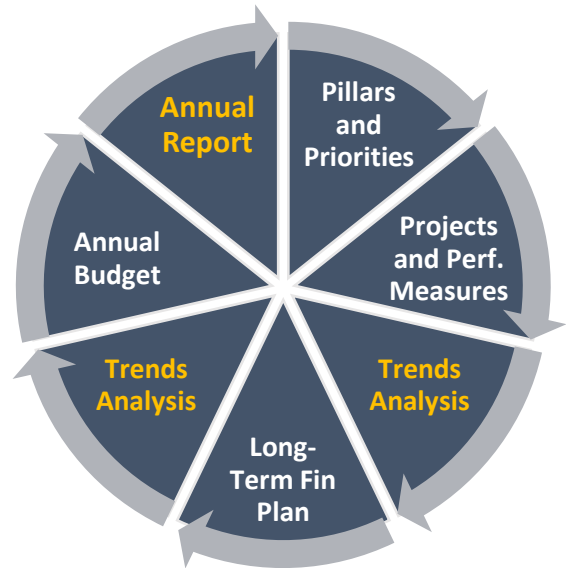 Pillars
and
Priorities
Projects
and Perf.
Measures
Trends
Analysis
Long-
Term Fin
Plan
Trends
Analysis
Annual
Budget
Annual
Report